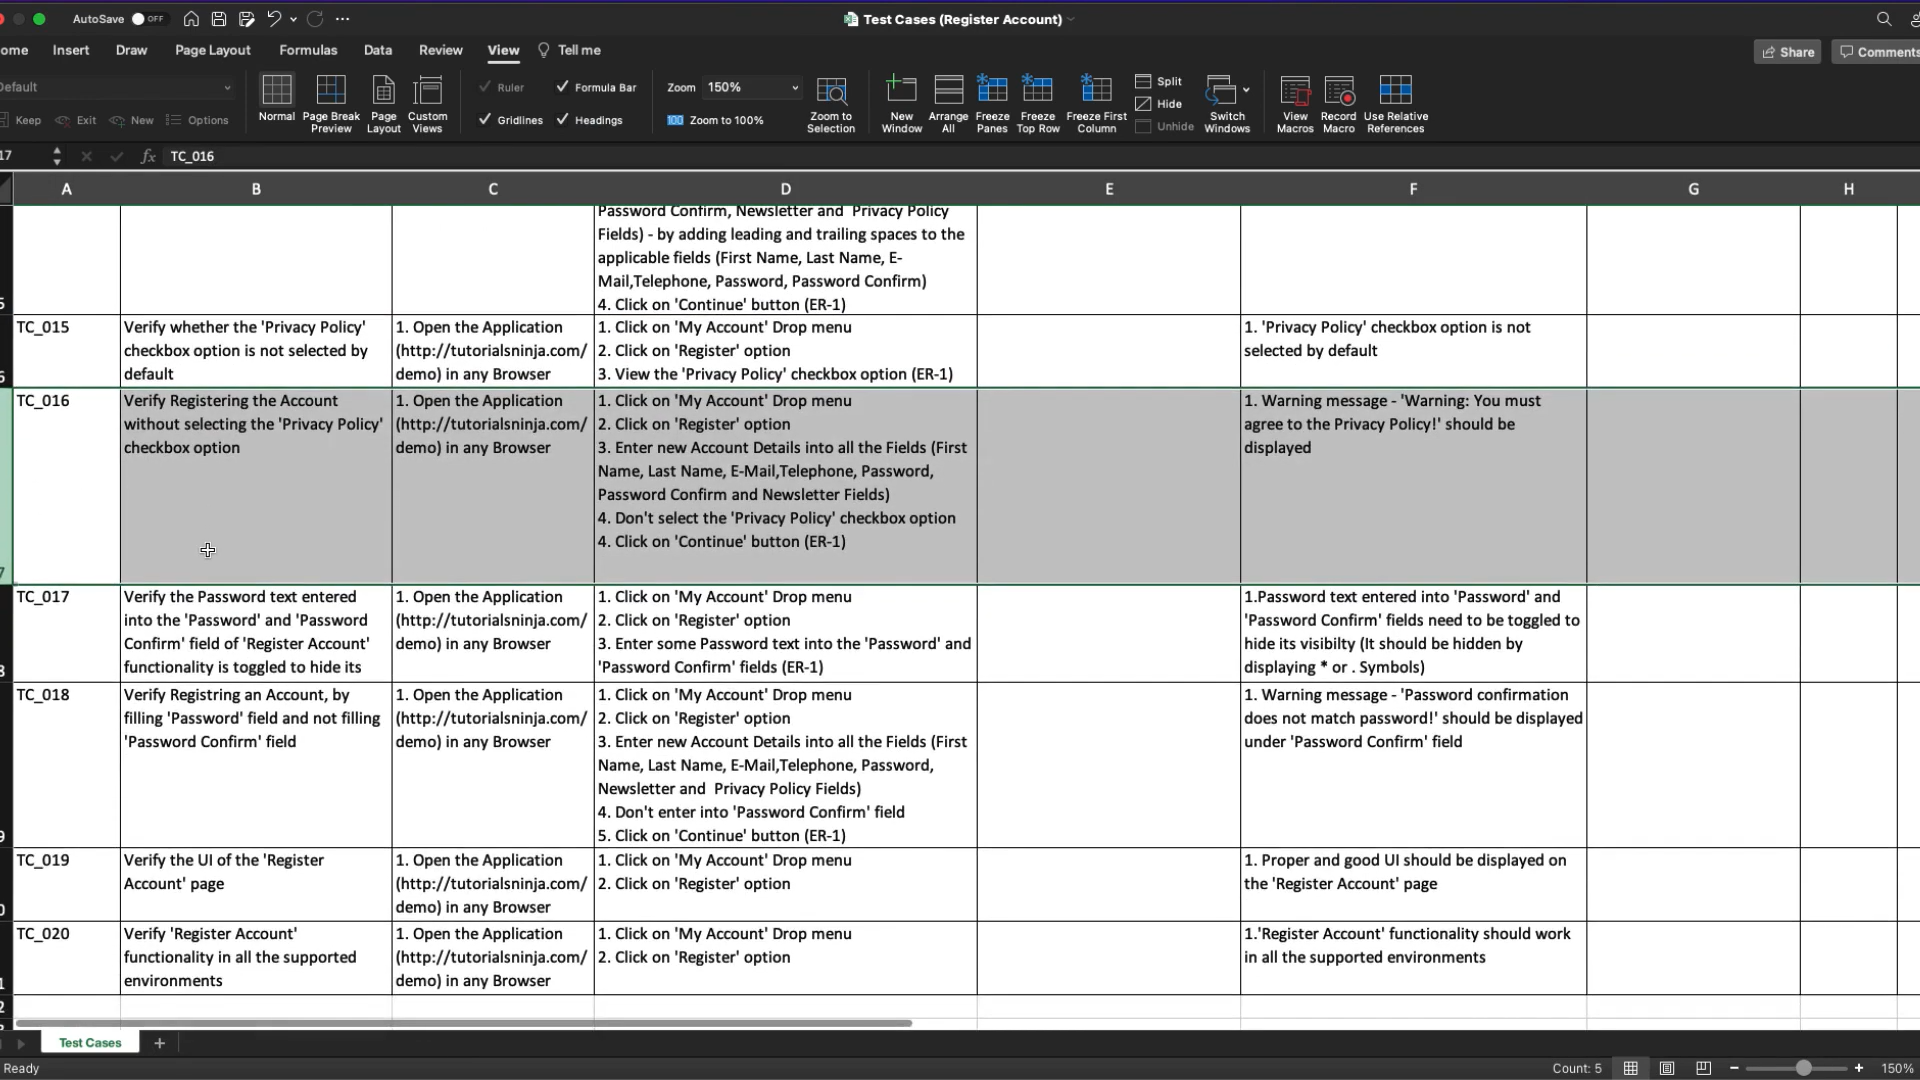 AutoSave OFF
Test Cases (Register Account)
ome Insert Draw Page Layout Formulas Data Review View Tell me
Share Comments
Default
Keep Exit New Options
Normal Page Break Preview Page Layout Custom Views
Ruler Formula Bar
Gridlines Headings
Zoom 150%
100 Zoom to 100%
Zoom to Selection
New Window Arrange All Freeze Panes Freeze Top Row Freeze First Column
Split
Hide
Unhide
Switch Windows View Macros Record Macro Use Relative References
17 fx TC_016
A B C D E F G H
Password Confirm, Newsletter and  Privacy Policy
Fields) - by adding leading and trailing spaces to the
applicable fields (First Name, Last Name, E-
Mail,Telephone, Password, Password Confirm)
4. Click on 'Continue' button (ER-1)
5
TC_015
Verify whether the 'Privacy Policy'
checkbox option is not selected by
default
1. Open the Application
(http://tutorialsninja.com/
demo) in any Browser
1. Click on 'My Account' Drop menu
2. Click on 'Register' option
3. View the 'Privacy Policy' checkbox option (ER-1)
1. 'Privacy Policy' checkbox option is not
selected by default
6
TC_016
Verify Registering the Account
without selecting the 'Privacy Policy'
checkbox option
1. Open the Application
(http://tutorialsninja.com/
demo) in any Browser
1. Click on 'My Account' Drop menu
2. Click on 'Register' option
3. Enter new Account Details into all the Fields (First
Name, Last Name, E-Mail,Telephone, Password,
Password Confirm and Newsletter Fields)
4. Don't select the 'Privacy Policy' checkbox option
4. Click on 'Continue' button (ER-1)
1. Warning message - 'Warning: You must
agree to the Privacy Policy!' should be
displayed
7
TC_017
Verify the Password text entered
into the 'Password' and 'Password
Confirm' field of 'Register Account'
functionality is toggled to hide its
1. Open the Application
(http://tutorialsninja.com/
demo) in any Browser
1. Click on 'My Account' Drop menu
2. Click on 'Register' option
3. Enter some Password text into the 'Password' and
'Password Confirm' fields (ER-1)
1.Password text entered into 'Password' and
'Password Confirm' fields need to be toggled to
hide its visibilty (It should be hidden by
displaying * or . Symbols)
8
TC_018
Verify Registring an Account, by
filling 'Password' field and not filling
'Password Confirm' field
1. Open the Application
(http://tutorialsninja.com/
demo) in any Browser
1. Click on 'My Account' Drop menu
2. Click on 'Register' option
3. Enter new Account Details into all the Fields (First
Name, Last Name, E-Mail,Telephone, Password,
Newsletter and  Privacy Policy Fields)
4. Don't enter into 'Password Confirm' field
5. Click on 'Continue' button (ER-1)
1. Warning message - 'Password confirmation
does not match password!' should be displayed
under 'Password Confirm' field
9
TC_019
Verify the UI of the 'Register
Account' page
1. Open the Application
(http://tutorialsninja.com/
demo) in any Browser
1. Click on 'My Account' Drop menu
2. Click on 'Register' option
1. Proper and good UI should be displayed on
the 'Register Account' page
0
TC_020
Verify 'Register Account'
functionality in all the supported
environments
1. Open the Application
(http://tutorialsninja.com/
demo) in any Browser
1. Click on 'My Account' Drop menu
2. Click on 'Register' option
1.'Register Account' functionality should work
in all the supported environments
1
2
Test Cases
Ready Count: 5 150%